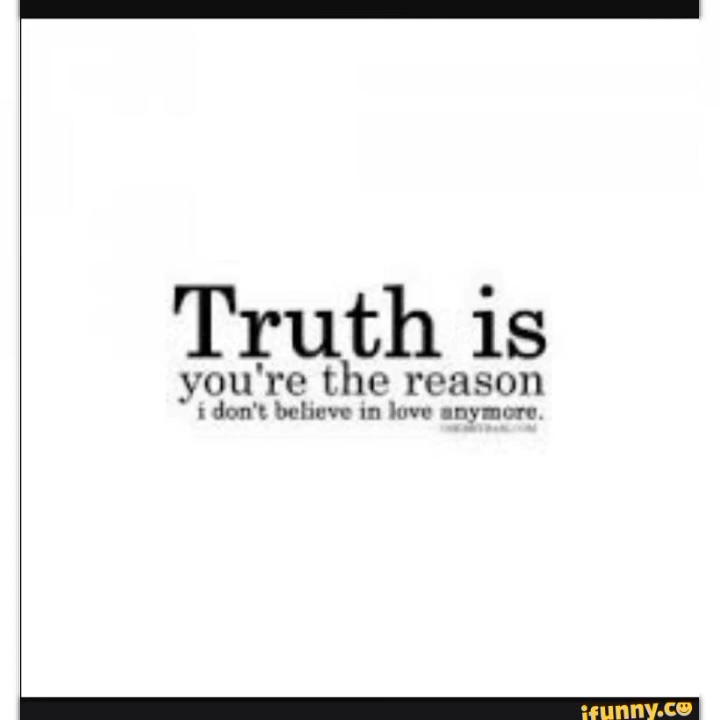 Truth is
you're the reason
i don't believe in love anymore.
ifunny.co